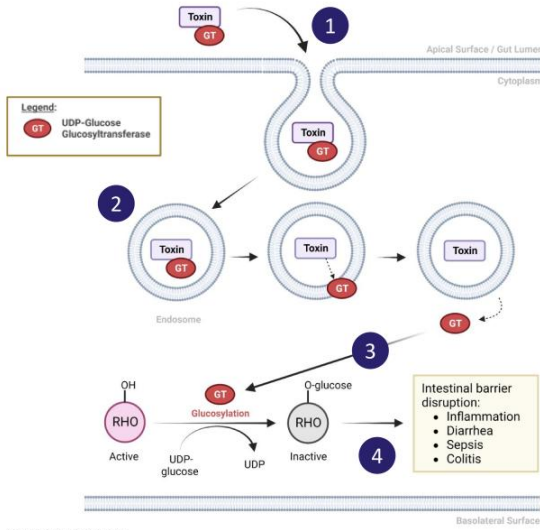 Toxin
GT
1
Apical Surface / Gut Lumen
Cytoplasm
Legend:
GT
UDP-Glucose
Glucosyltransferase
Toxin
GT
2
Toxin
GT
Toxin
GT
Toxin
GT
Endosome
3
OH
RHO
Active
GT
Glucosylation
UDP-
glucose
UDP
O-glucose
RHO
Inactive
4
Intestinal barrier
disruption:
• Inflammation
• Diarrhea
• Sepsis
• Colitis
Basolateral Surface